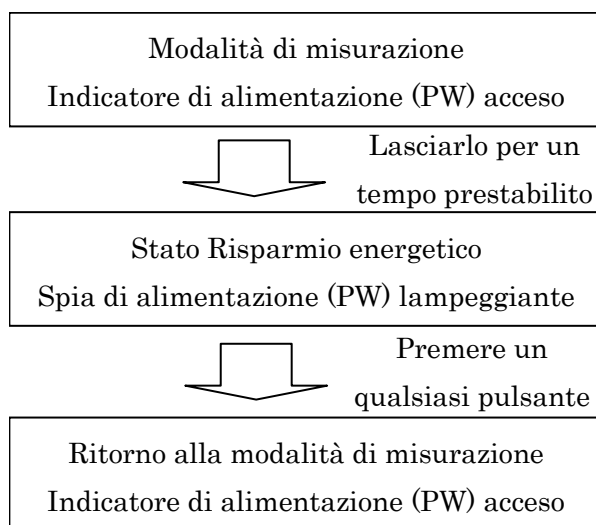 Modalità di misurazione
Indicatore di alimentazione (PW) acceso
Lasciarlo per un
tempo prestabilito
Stato Risparmio energetico
Spia di alimentazione (PW) lampeggiante
Premere un
qualsiasi pulsante
Ritorno alla modalità di misurazione
Indicatore di alimentazione (PW) acceso